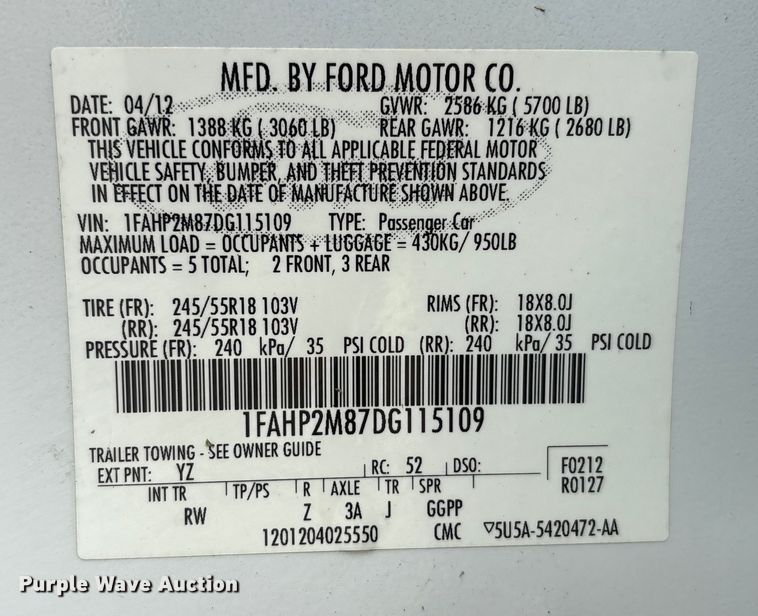 MFD. BY FORD MOTOR CO.
DATE: 04/12 GVWR: 2586 KG ( 5700 LB)
FRONT GAWR: 1388 KG ( 3060 LB) REAR GAWR: 1216 KG ( 2680 LB)
THIS VEHICLE CONFORMS TO ALL APPLICABLE FEDERAL MOTOR
VEHICLE SAFETY, BUMPER, AND THEFT PREVENTION STANDARDS
IN EFFECT ON THE DATE OF MANUFACTURE SHOWN ABOVE.
VIN: 1FAHP2M87DG115109 TYPE: Passenger Car
MAXIMUM LOAD = OCCUPANTS + LUGGAGE = 430KG/ 950LB
OCCUPANTS = 5 TOTAL; 2 FRONT, 3 REAR
TIRE (FR): 245/55R18 103V RIMS (FR): 18X8.0J
(RR): 245/55R18 103V (RR): 18X8.0J
PRESSURE (FR): 240 kPa/ 35 PSI COLD (RR): 240 kPa/ 35 PSI COLD
1FAHP2M87DG115109
TRAILER TOWING - SEE OWNER GUIDE
EXT PNT: YZ RC: 52 DSO: F0212
INT TR TP/PS R AXLE TR SPR R0127
RW Z 3A J GGPP
1201204025550 CMC ▽5U5A-5420472-AA
Purple Wave Auction